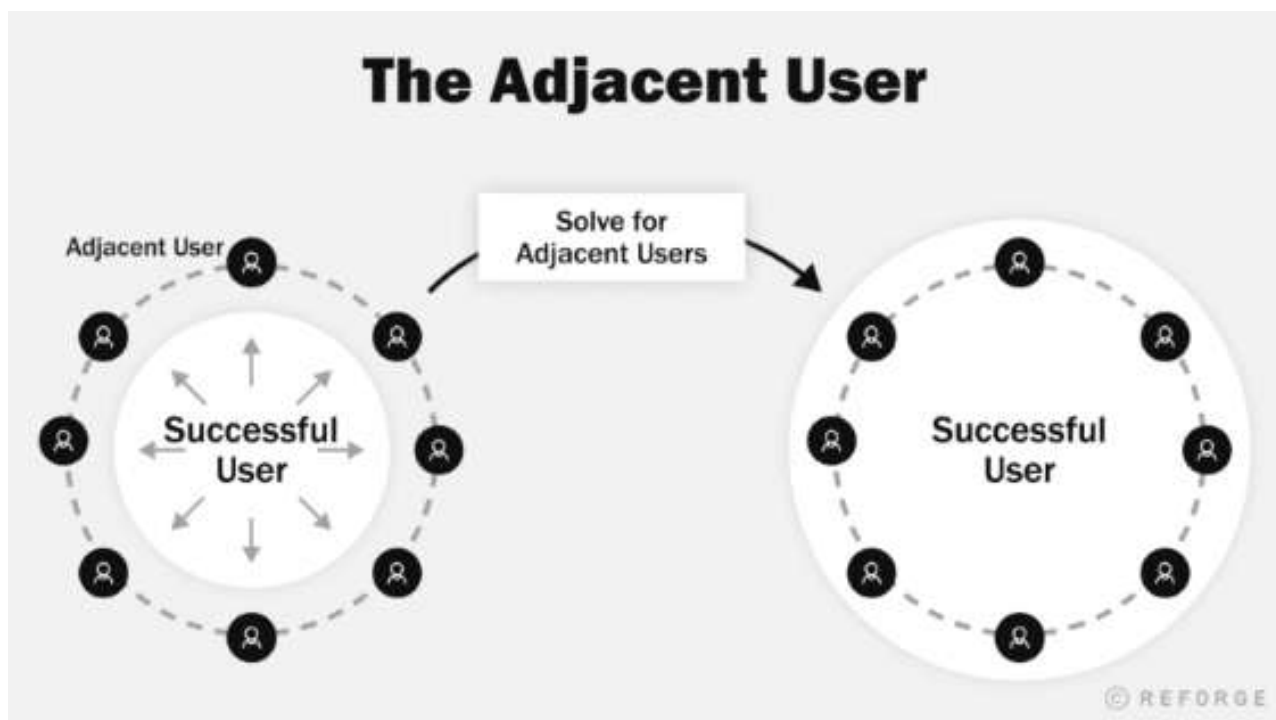 The Adjacent User
Adjacent User
Solve for
Adjacent Users
Successful
User
Successful
User
© REFORGE